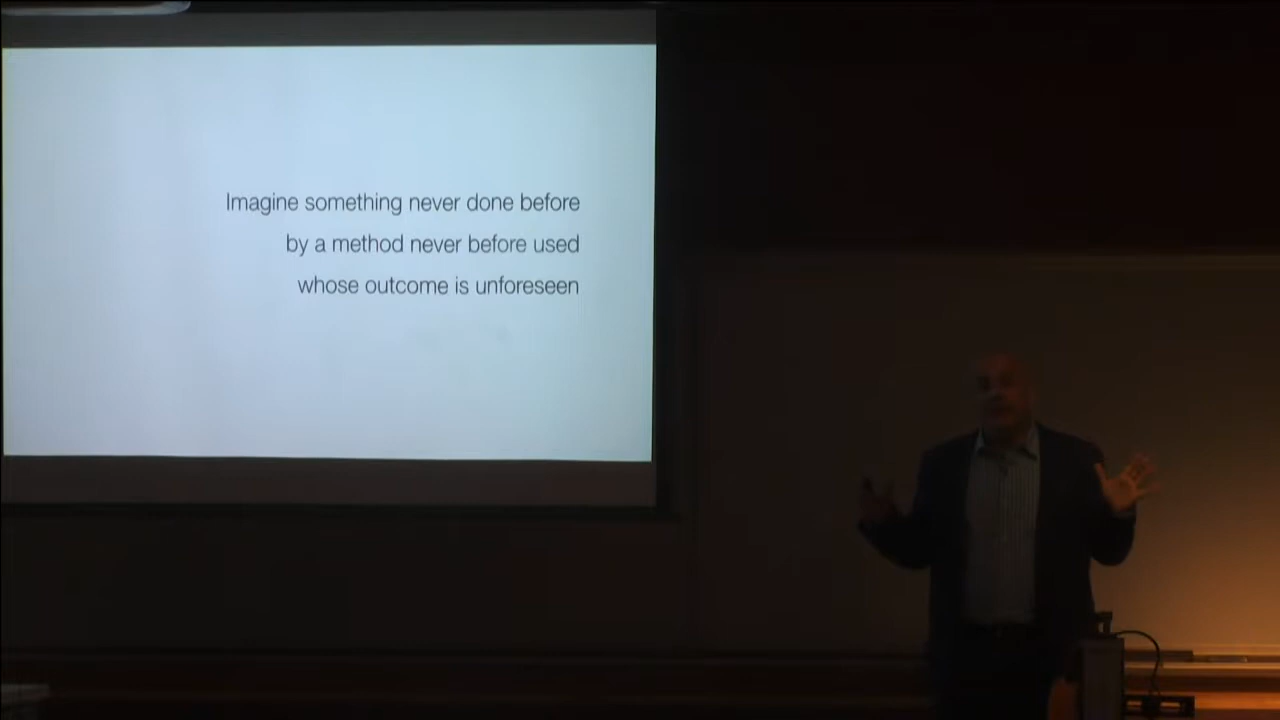 Imagine something never done before
by a method never before used
whose outcome is unforeseen